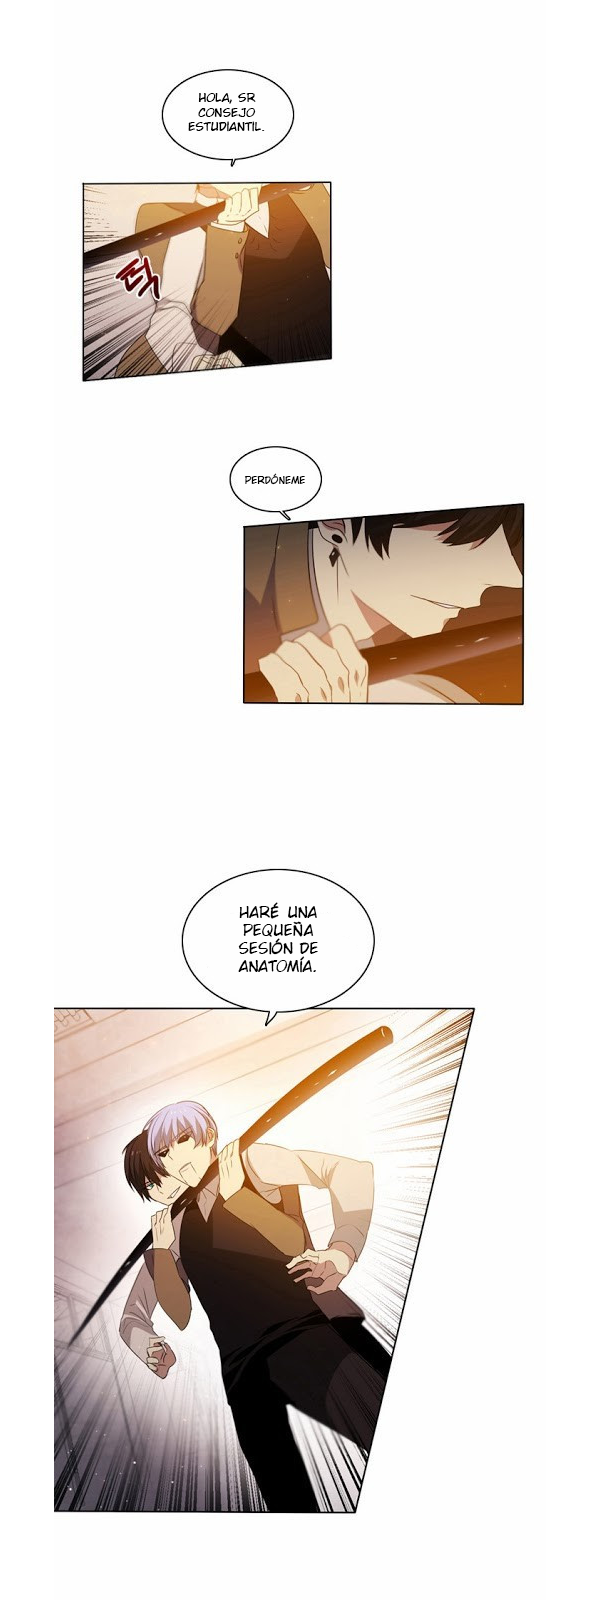 HOLA, SR
CONSEJO
ESTUDIANTIL.
턱
PERDÓNEME
HARÉ UNA
PEQUEÑA
SESIÓN DE
ANATOMÍA.